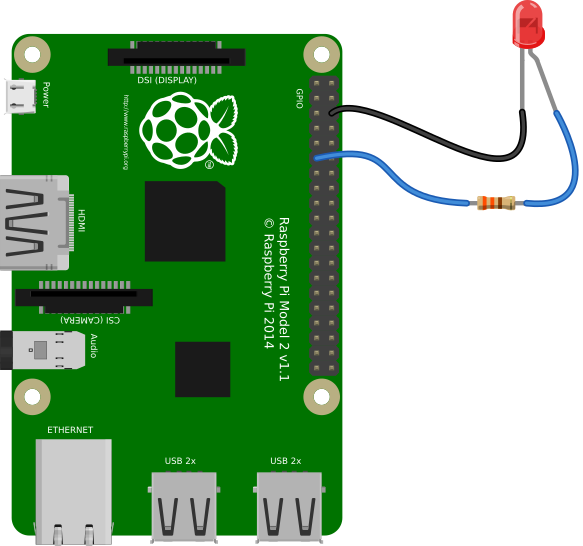 DSI (DISPLAY)
Power
http://www.raspberrypi.org
GPIO
HDMI
Raspberry Pi Model 2 v1.1
© Raspberry Pi 2014
CSI (CAMERA)
Audio
ETHERNET
USB 2x
USB 2x